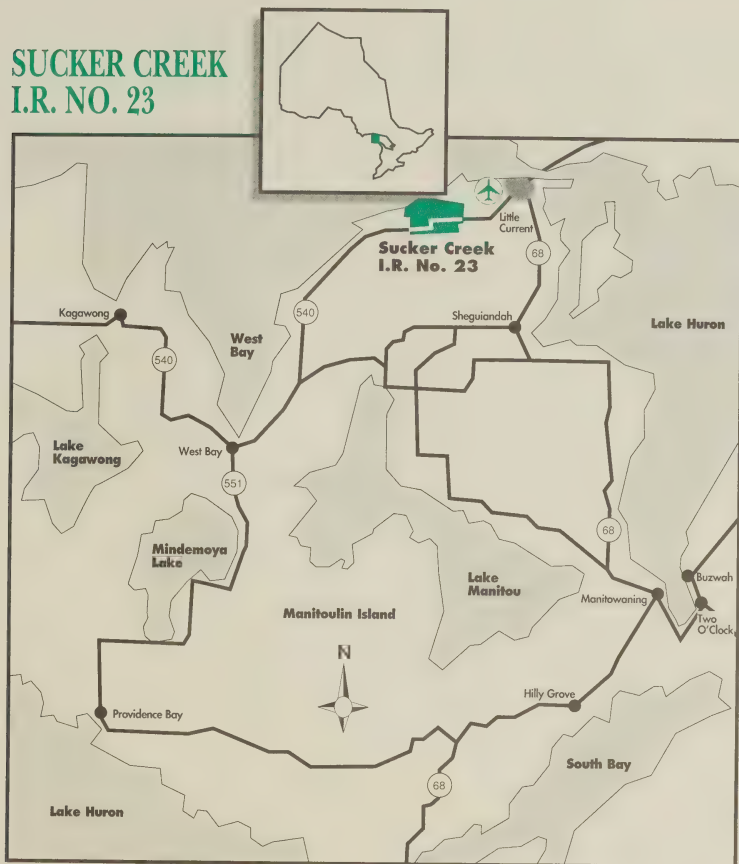 SUCKER CREEK
I.R. NO. 23
Little
Current
Sucker Creek
I.R. No. 23
68
Kagawong
540
Sheguiandah
Lake Huron
West
Bay
540
Lake
Kagawong
West Bay
551
Mindemoya
Lake
68
Lake
Manitou
Buzwah
Manitowaning
Two
O'Clock
Manitoulin Island
N
Hilly Grove
Providence Bay
South Bay
68
Lake Huron